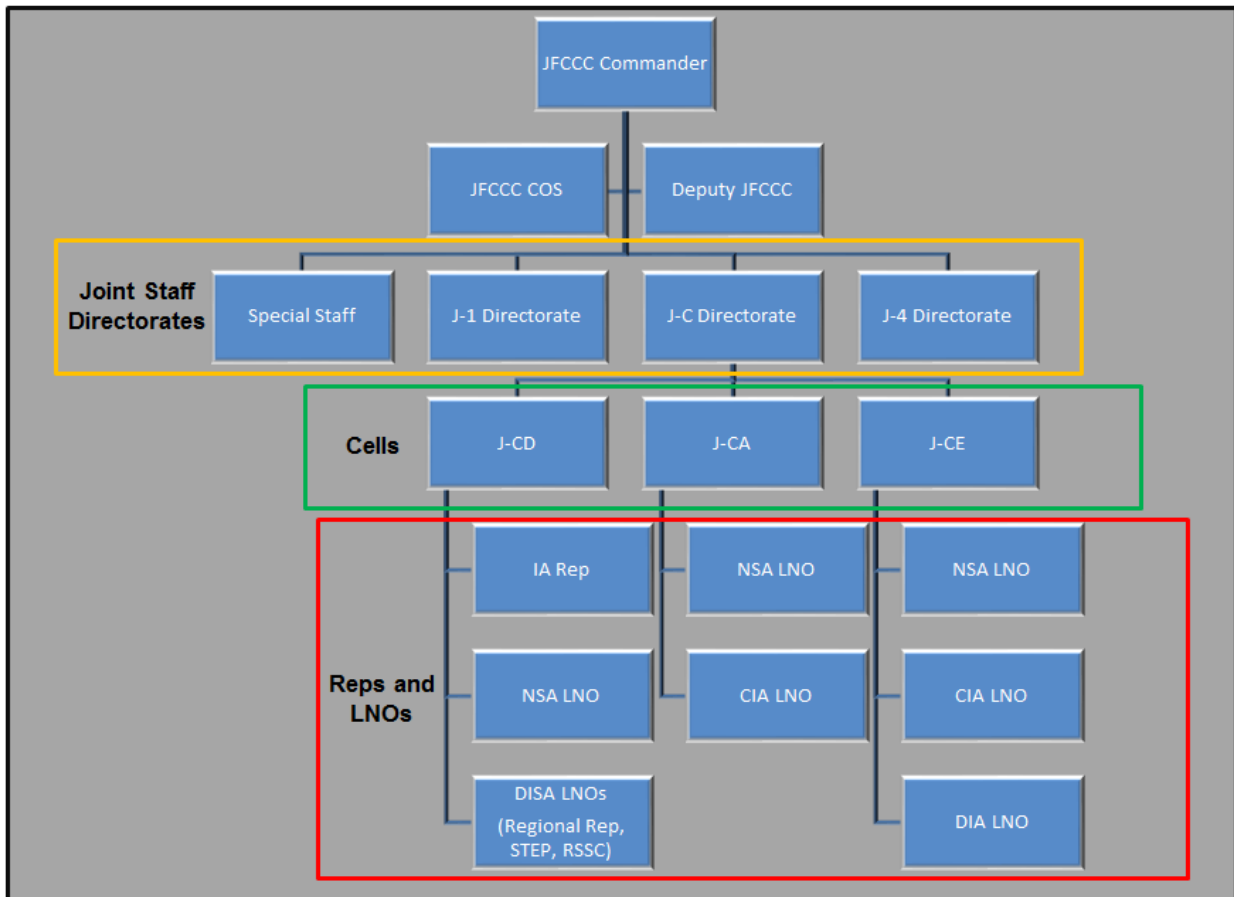 JFCCC Commander
JFCCC COS
Deputy JFCCC
Joint Staff
Directorates
Special Staff
J-1 Directorate
J-C Directorate
J-4 Directorate
Cells
J-CD
J-CA
J-CE
Reps and
LNOs
IA Rep
NSA LNO
NSA LNO
NSA LNO
CIA LNO
CIA LNO
DISA LNOs
(Regional Rep,
STEP, RSSC)
DIA LNO